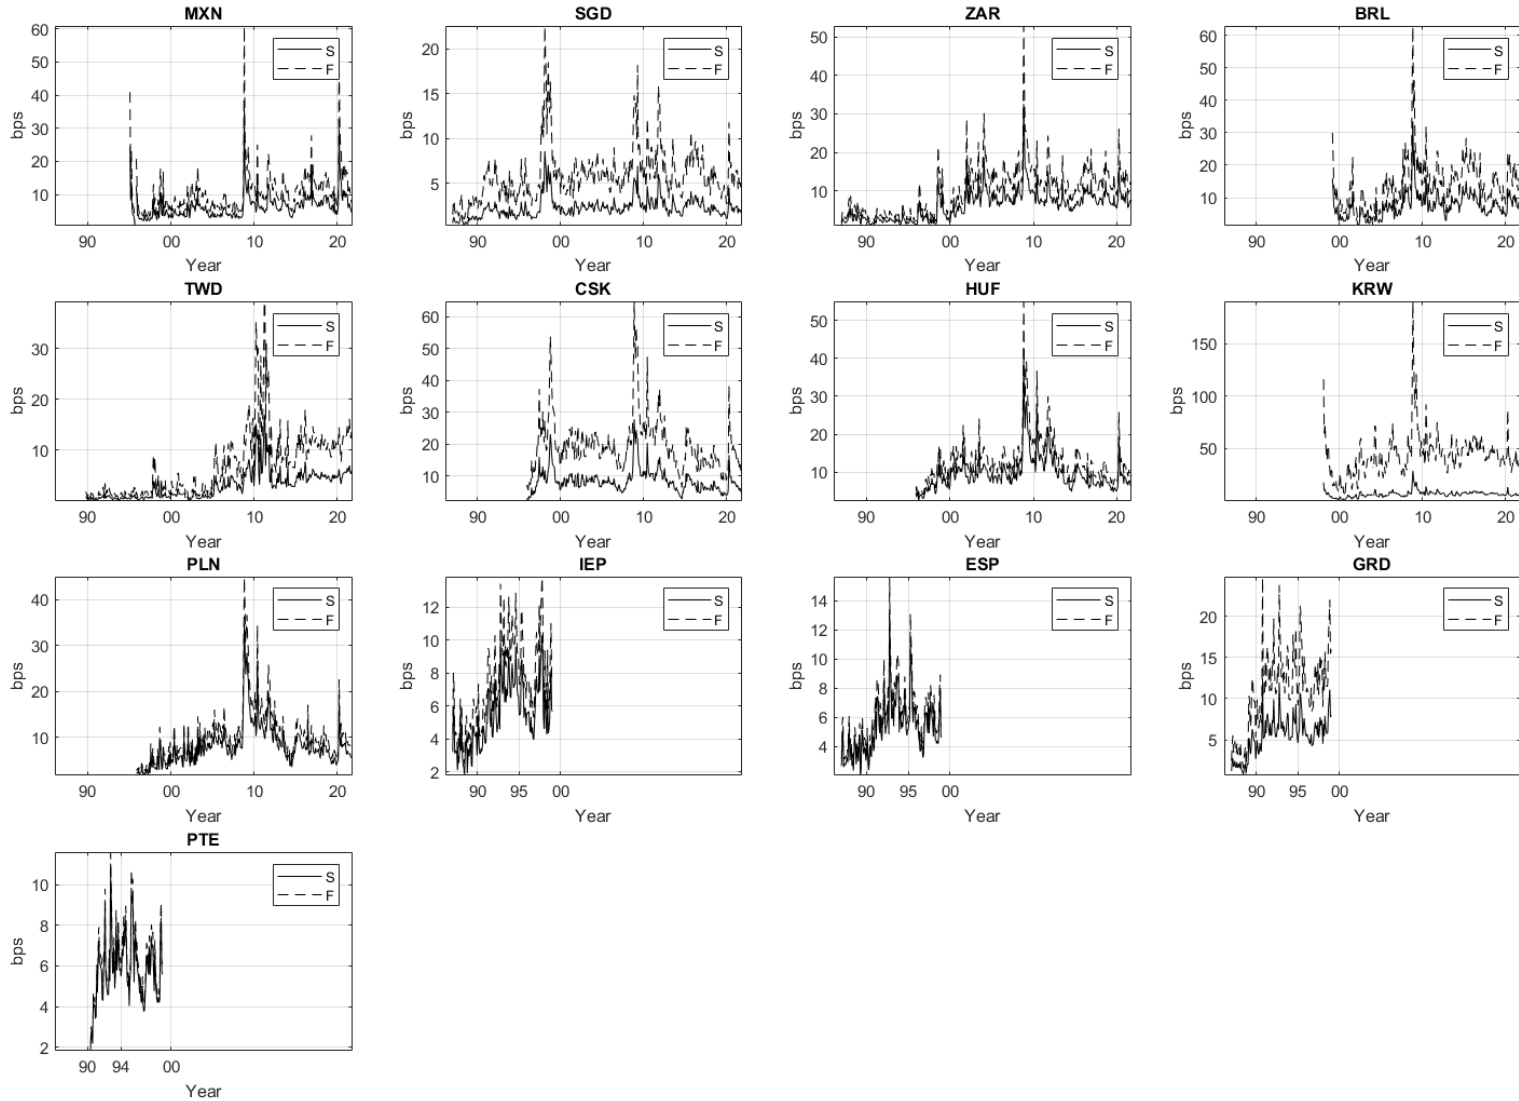 MXN
60
50
40
30
20
10
bps
S
F
90
00
10
20
Year
SGD
20
15
10
5
bps
S
F
90
00
10
20
Year
ZAR
50
40
30
20
10
bps
S
F
90
00
10
20
Year
BRL
60
50
40
30
20
10
bps
S
F
90
00
10
20
Year
TWD
30
20
10
bps
S
F
90
00
10
20
Year
CSK
60
50
40
30
20
10
bps
S
F
90
00
10
20
Year
HUF
50
40
30
20
10
bps
S
F
90
00
10
20
Year
KRW
150
100
50
bps
S
F
90
00
10
20
Year
PLN
40
30
20
10
bps
S
F
90
00
10
20
Year
IEP
12
10
8
6
4
2
bps
S
F
90
95
00
Year
ESP
14
12
10
8
6
4
bps
S
F
90
95
00
Year
GRD
20
15
10
5
bps
S
F
90
95
00
Year
PTE
10
8
6
4
2
bps
S
F
90
94
00
Year